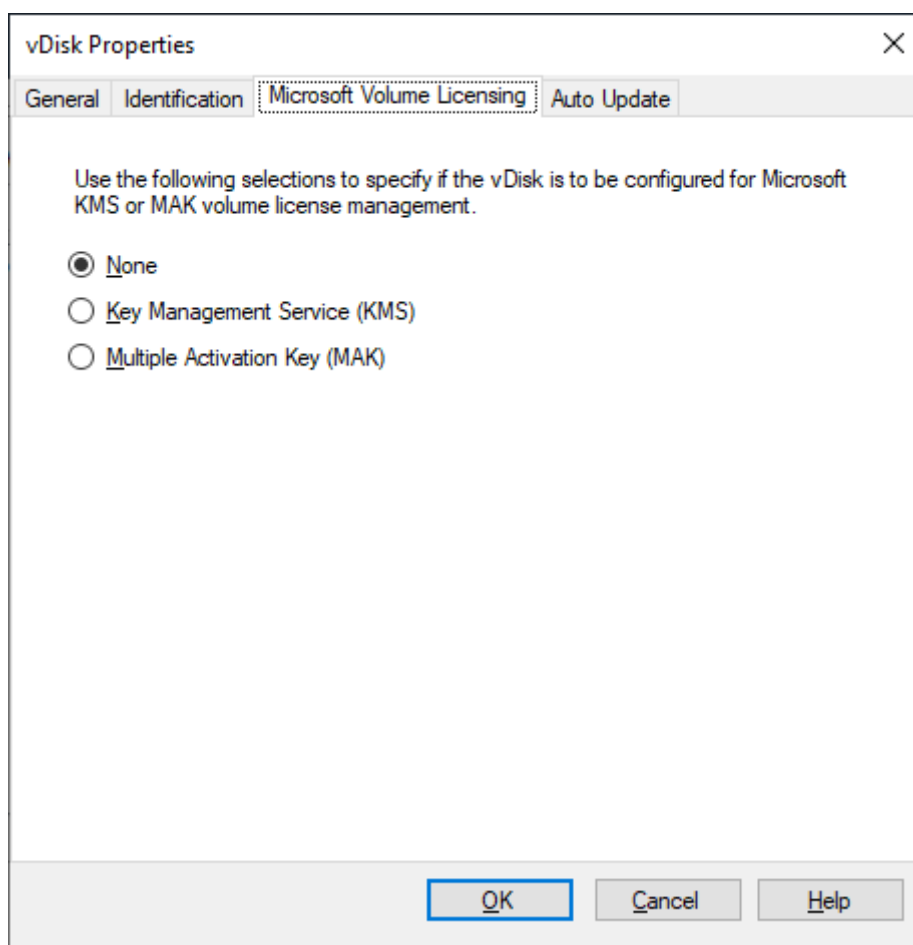 vDisk Properties
General Identification Microsoft Volume Licensing Auto Update
Use the following selections to specify if the vDisk is to be configured for Microsoft
KMS or MAK volume license management.
None
Key Management Service (KMS)
Multiple Activation Key (MAK)
OK Cancel Help